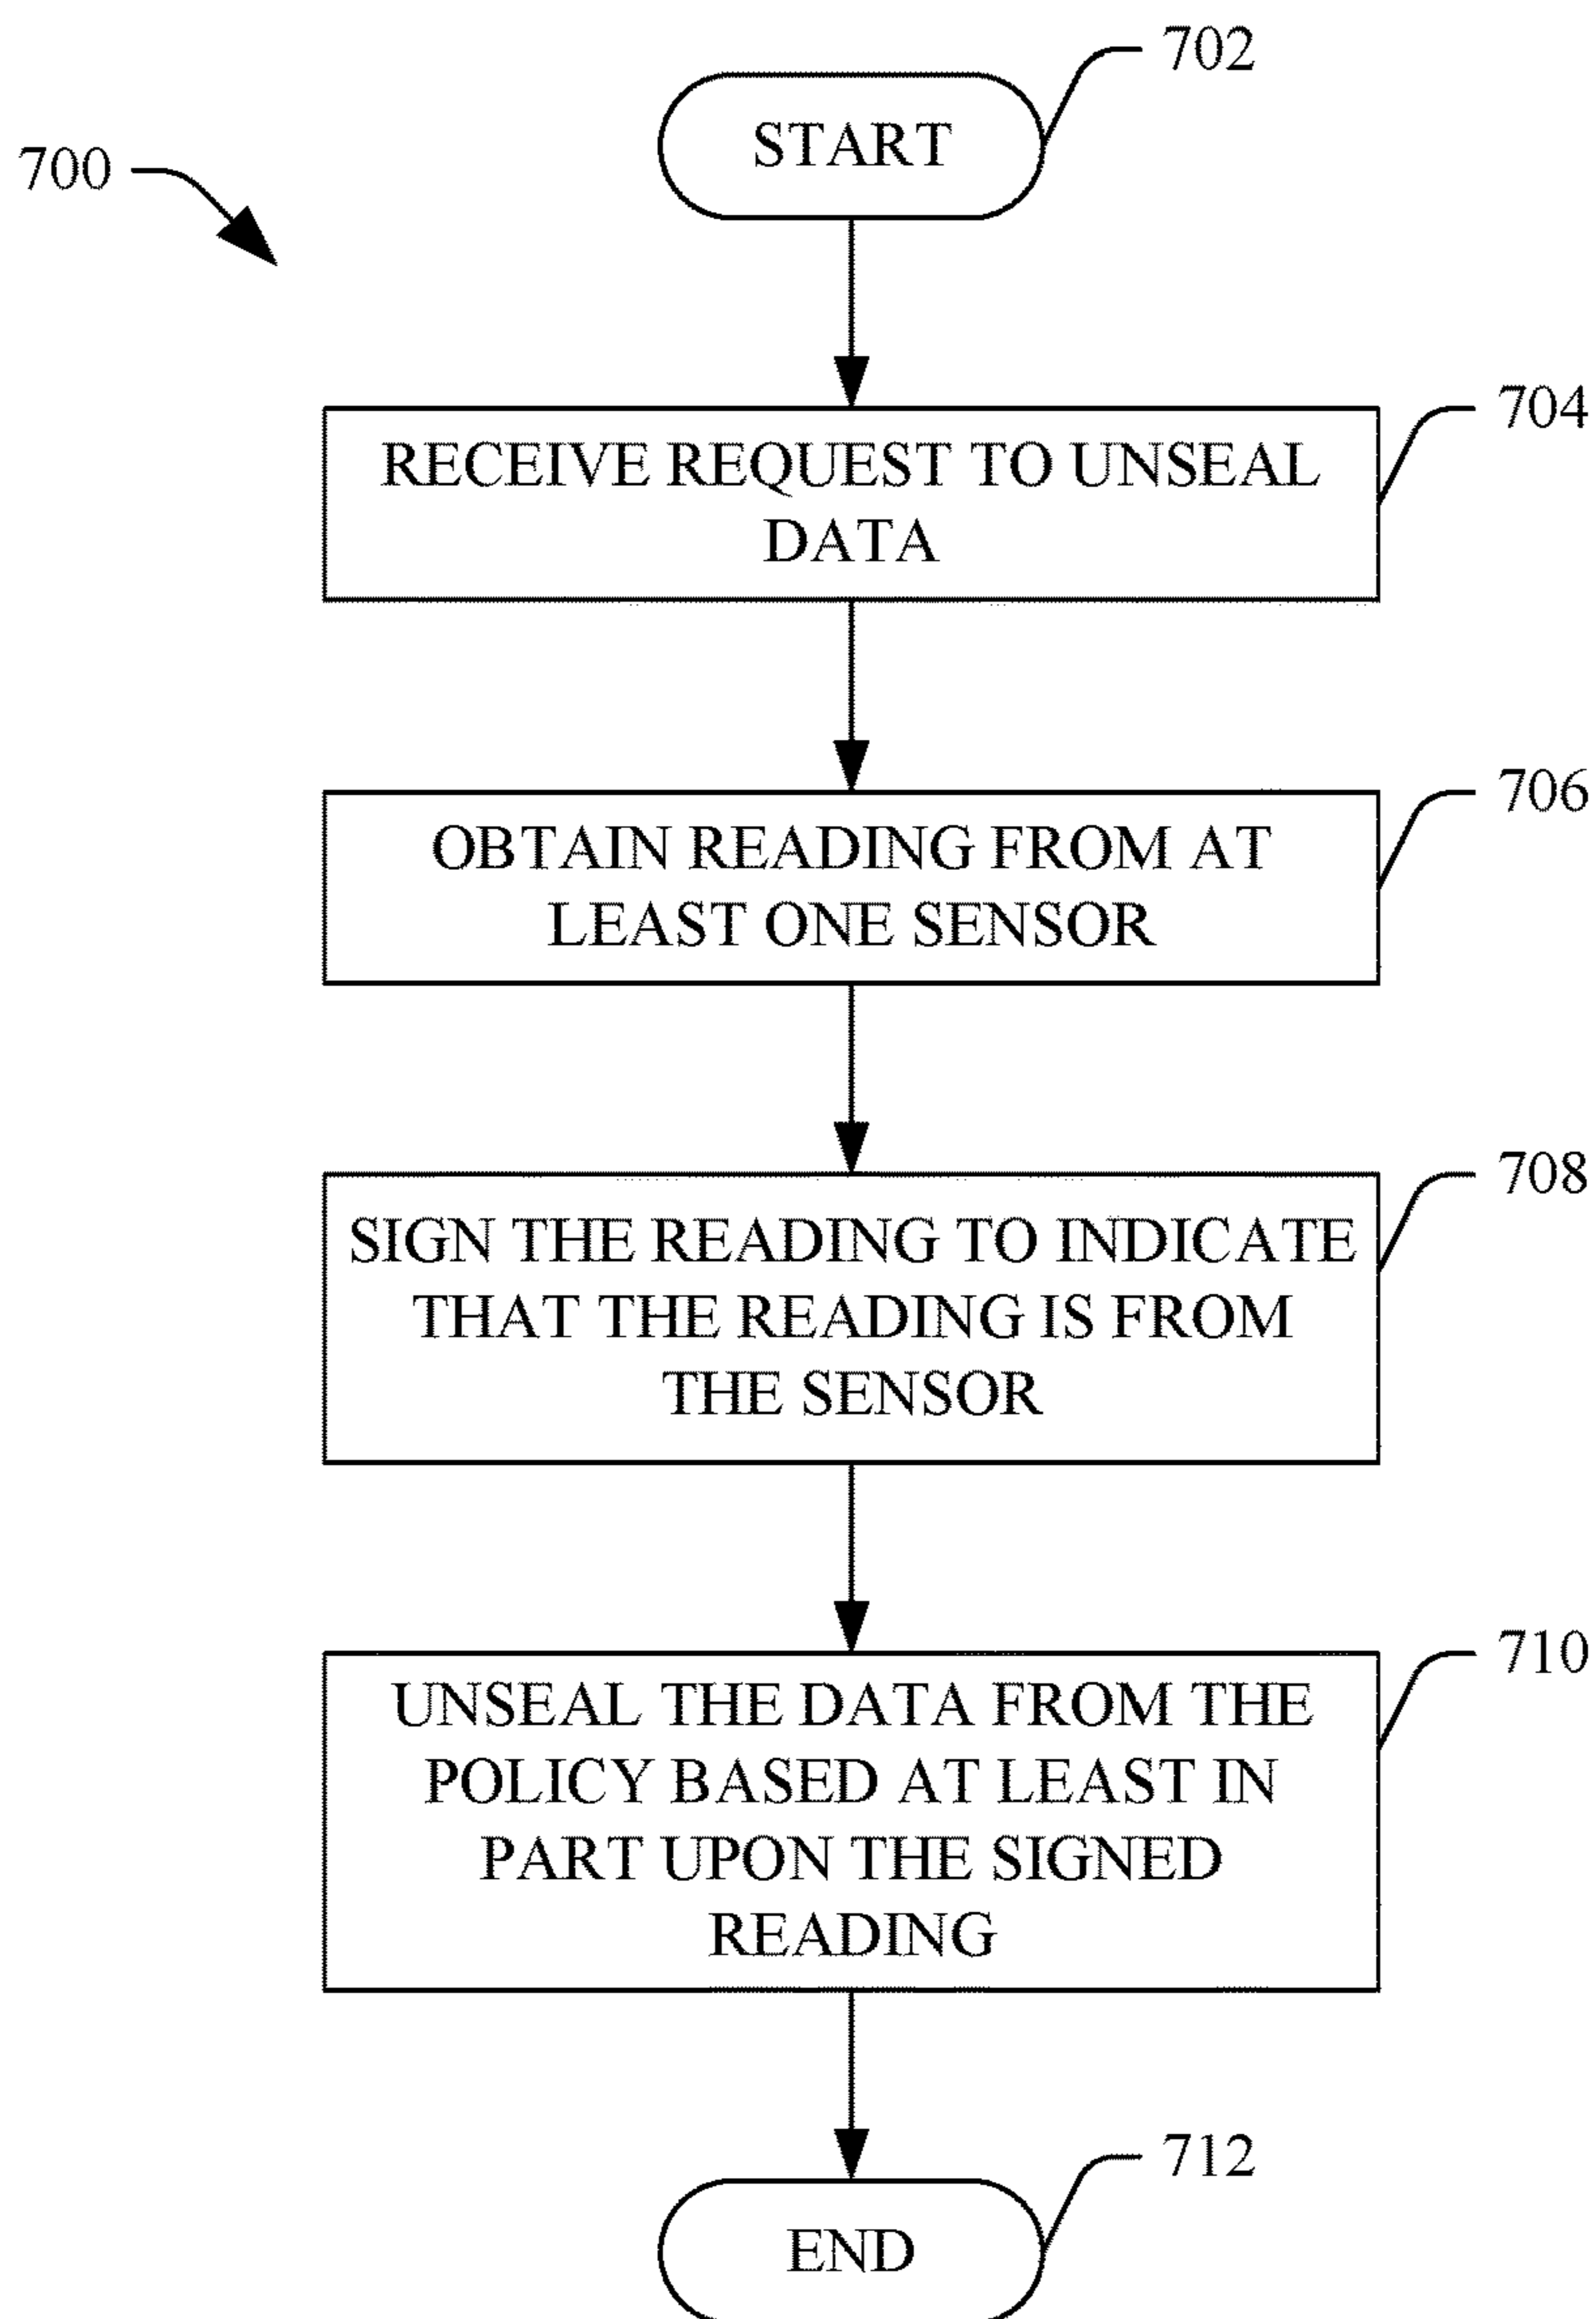 702
START
700
704
RECEIVE REQUEST TO UNSEAL
DATA
706
OBTAIN READING FROM AT
LEAST ONE SENSOR
708
SIGN THE READING TO INDICATE
THAT THE READING IS FROM
THE SENSOR
710
UNSEAL THE DATA FROM THE
POLICY BASED AT LEAST IN
PART UPON THE SIGNED
READING
712
END